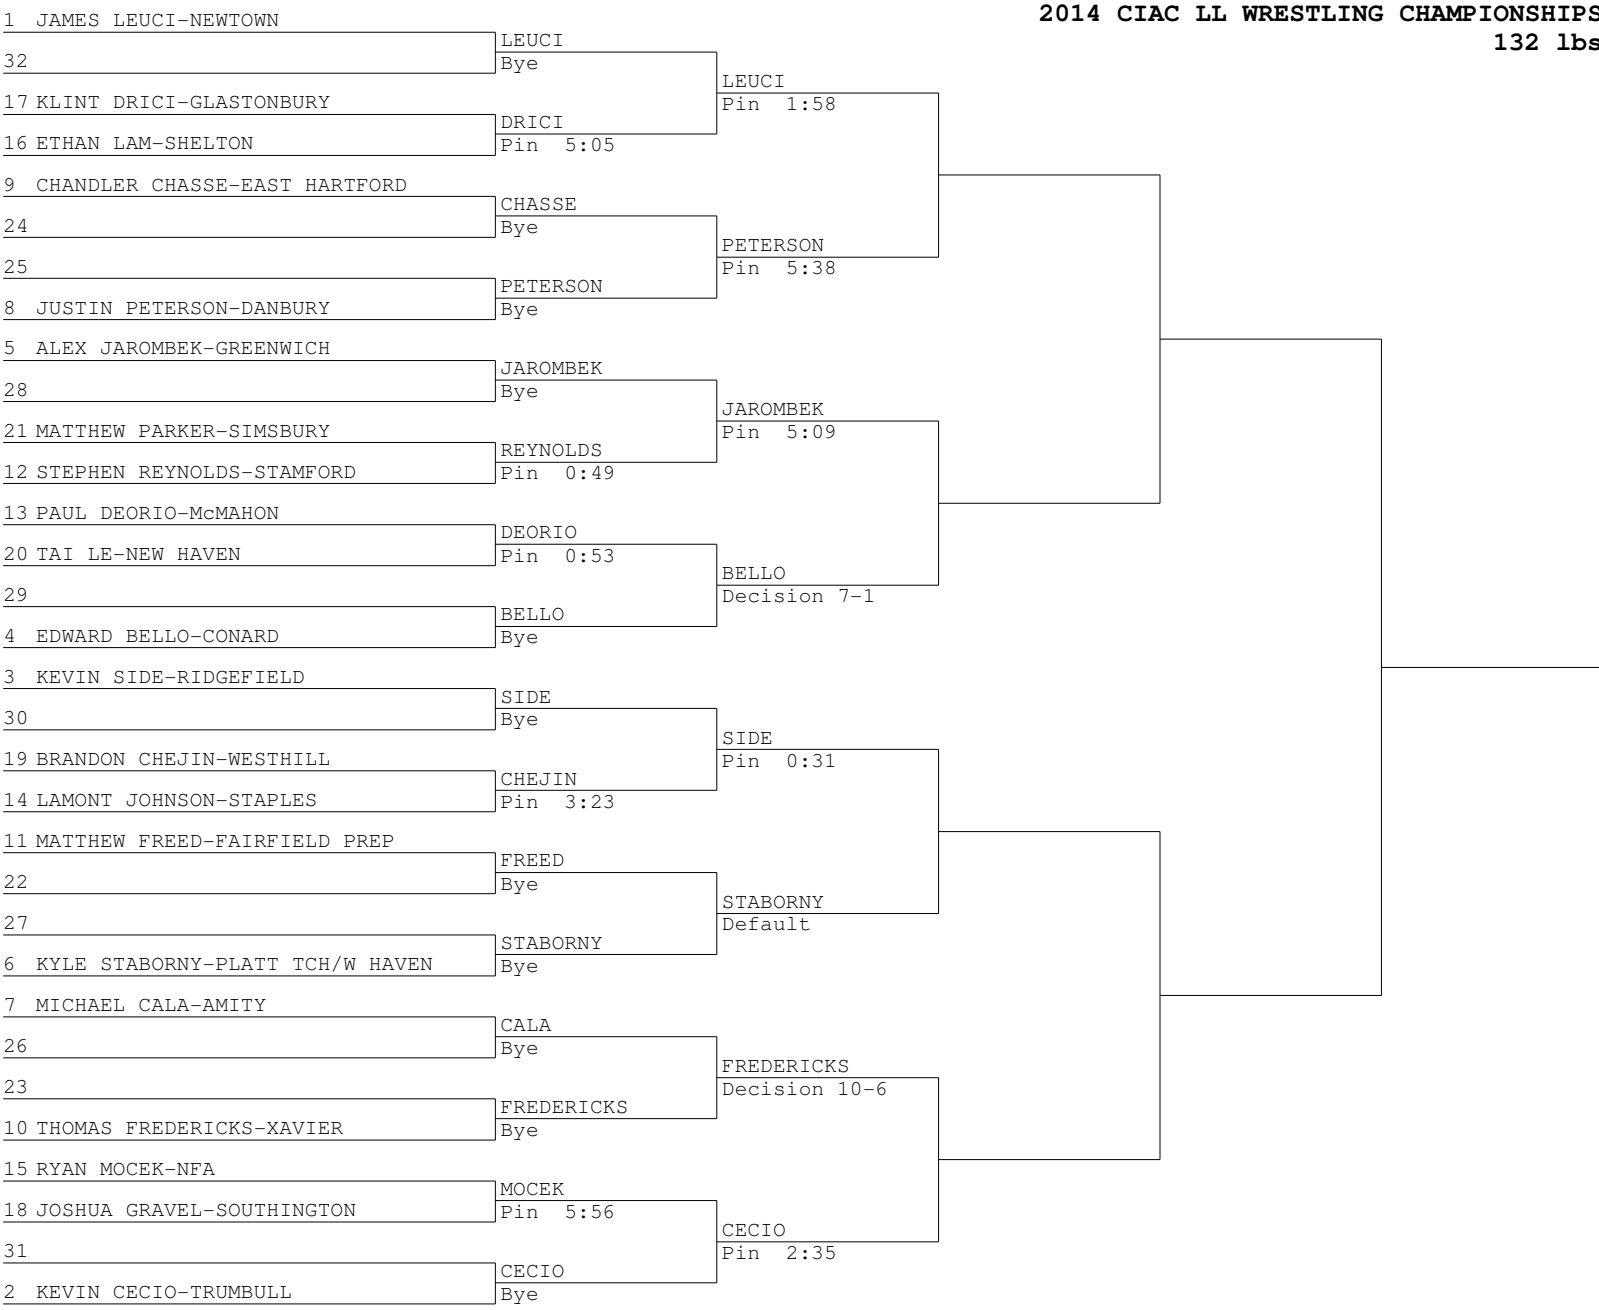 2014 CIAC LL WRESTLING CHAMPIONSHIPS
132 lbs
1 JAMES LEUCI-NEWTOWN
32
17 KLINT DRICI-GLASTONBURY
16 ETHAN LAM-SHELTON
9 CHANDLER CHASSE-EAST HARTFORD
24
25
8 JUSTIN PETERSON-DANBURY
5 ALEX JAROMBEK-GREENWICH
28
21 MATTHEW PARKER-SIMSBURY
12 STEPHEN REYNOLDS-STAMFORD
13 PAUL DEORIO-McMAHON
20 TAI LE-NEW HAVEN
29
4 EDWARD BELLO-CONARD
3 KEVIN SIDE-RIDGEFIELD
30
19 BRANDON CHEJIN-WESTHILL
14 LAMONT JOHNSON-STAPLES
11 MATTHEW FREED-FAIRFIELD PREP
22
27
6 KYLE STABORNY-PLATT TCH/W HAVEN
7 MICHAEL CALA-AMITY
26
23
10 THOMAS FREDERICKS-XAVIER
15 RYAN MOCEK-NFA
18 JOSHUA GRAVEL-SOUTHINGTON
31
2 KEVIN CECIO-TRUMBULL
LEUCI
Bye
DRICI
Pin 5:05
CHASSE
Bye
PETERSON
Bye
JAROMBEK
Bye
REYNOLDS
Pin 0:49
DEORIO
Pin 0:53
BELLO
Bye
SIDE
Bye
CHEJIN
Pin 3:23
FREED
Bye
STABORNY
Bye
CALA
Bye
FREDERICKS
Bye
MOCEK
Pin 5:56
CECIO
Bye
LEUCI
Pin 1:58
PETERSON
Pin 5:38
JAROMBEK
Pin 5:09
BELLO
Decision 7-1
SIDE
Pin 0:31
STABORNY
Default
FREDERICKS
Decision 10-6
CECIO
Pin 2:35